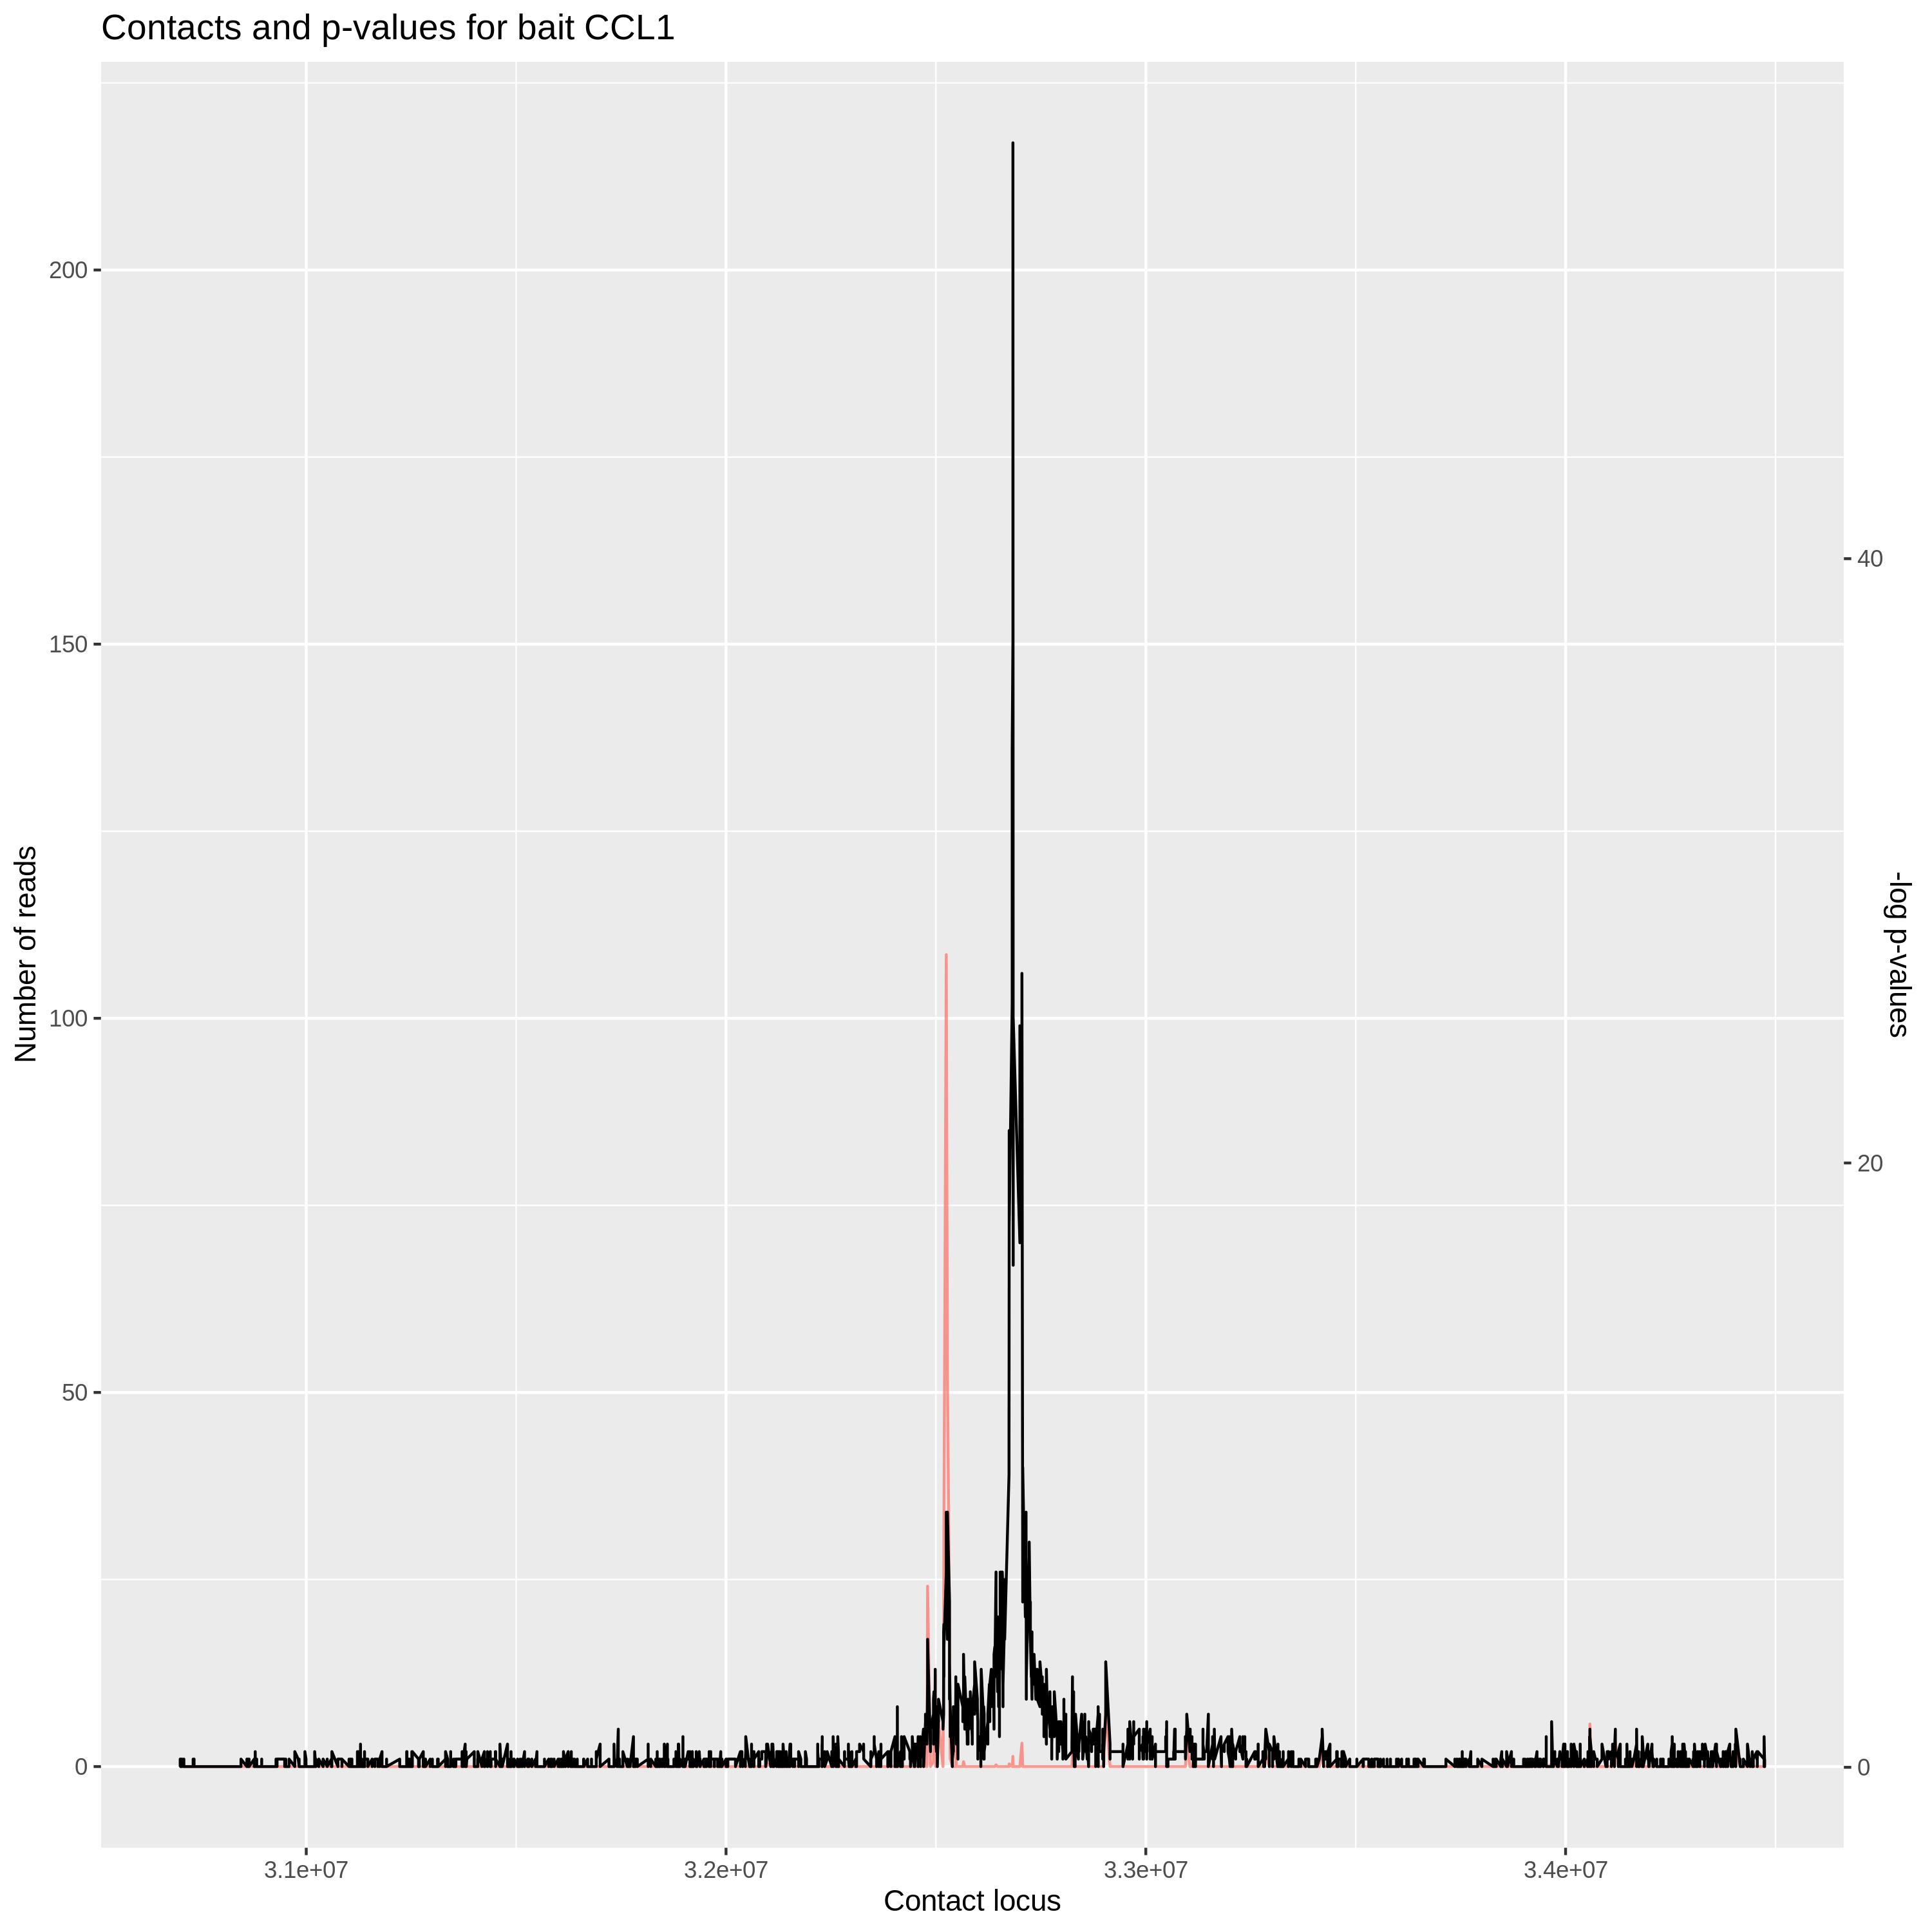 Contacts and p-values for bait CCL1
200
150
100
50
0
Number of reads
40
20
0
-log p-values
3.1e+07
3.2e+07
3.3e+07
3.4e+07
Contact locus